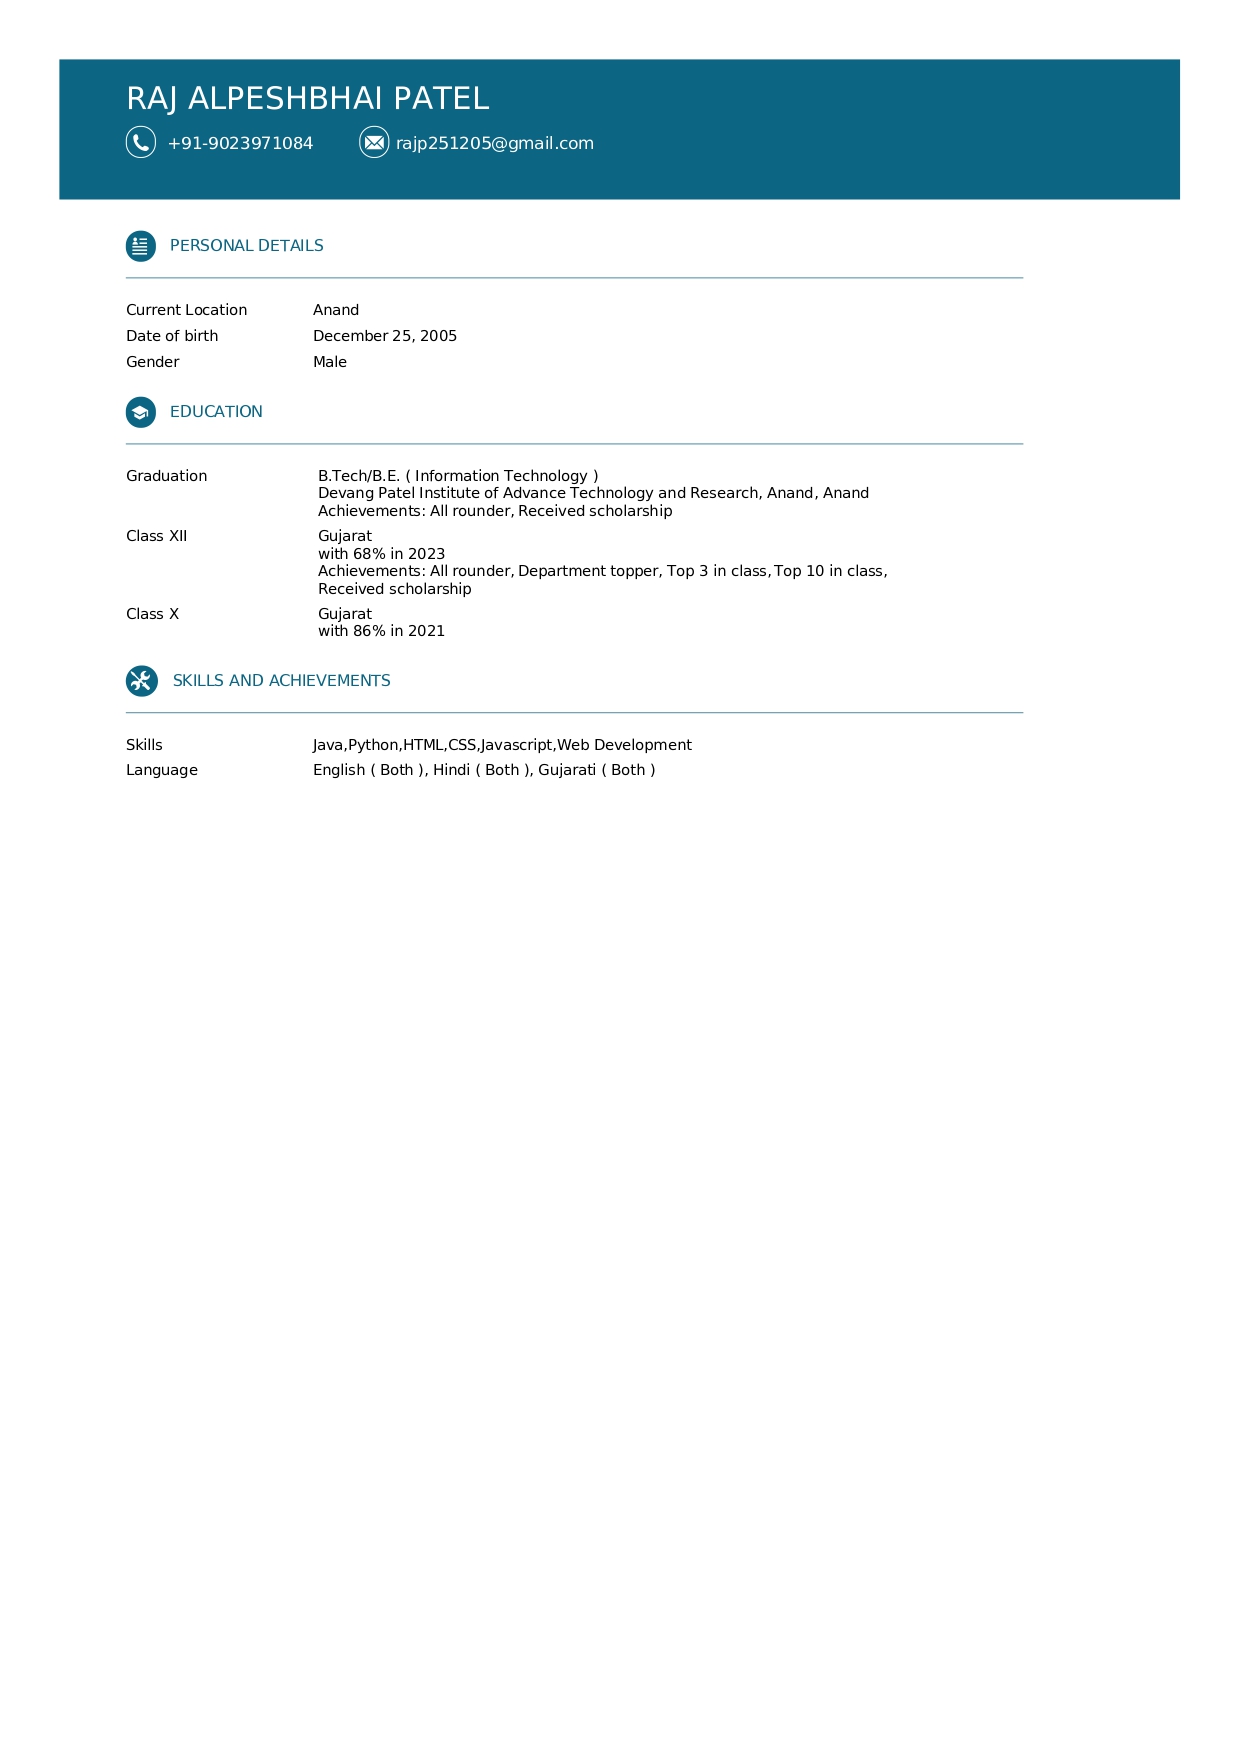 RAJ ALPESHBHAI PATEL
+91-9023971084 rajp251205@gmail.com
PERSONAL DETAILS
Current Location Anand
Date of birth December 25, 2005
Gender Male
EDUCATION
Graduation B.Tech/B.E. ( Information Technology )
Devang Patel Institute of Advance Technology and Research, Anand, Anand
Achievements: All rounder, Received scholarship
Class XII Gujarat
with 68% in 2023
Achievements: All rounder, Department topper, Top 3 in class, Top 10 in class,
Received scholarship
Class X Gujarat
with 86% in 2021
SKILLS AND ACHIEVEMENTS
Skills Java,Python,HTML,CSS,Javascript,Web Development
Language English ( Both ), Hindi ( Both ), Gujarati ( Both )